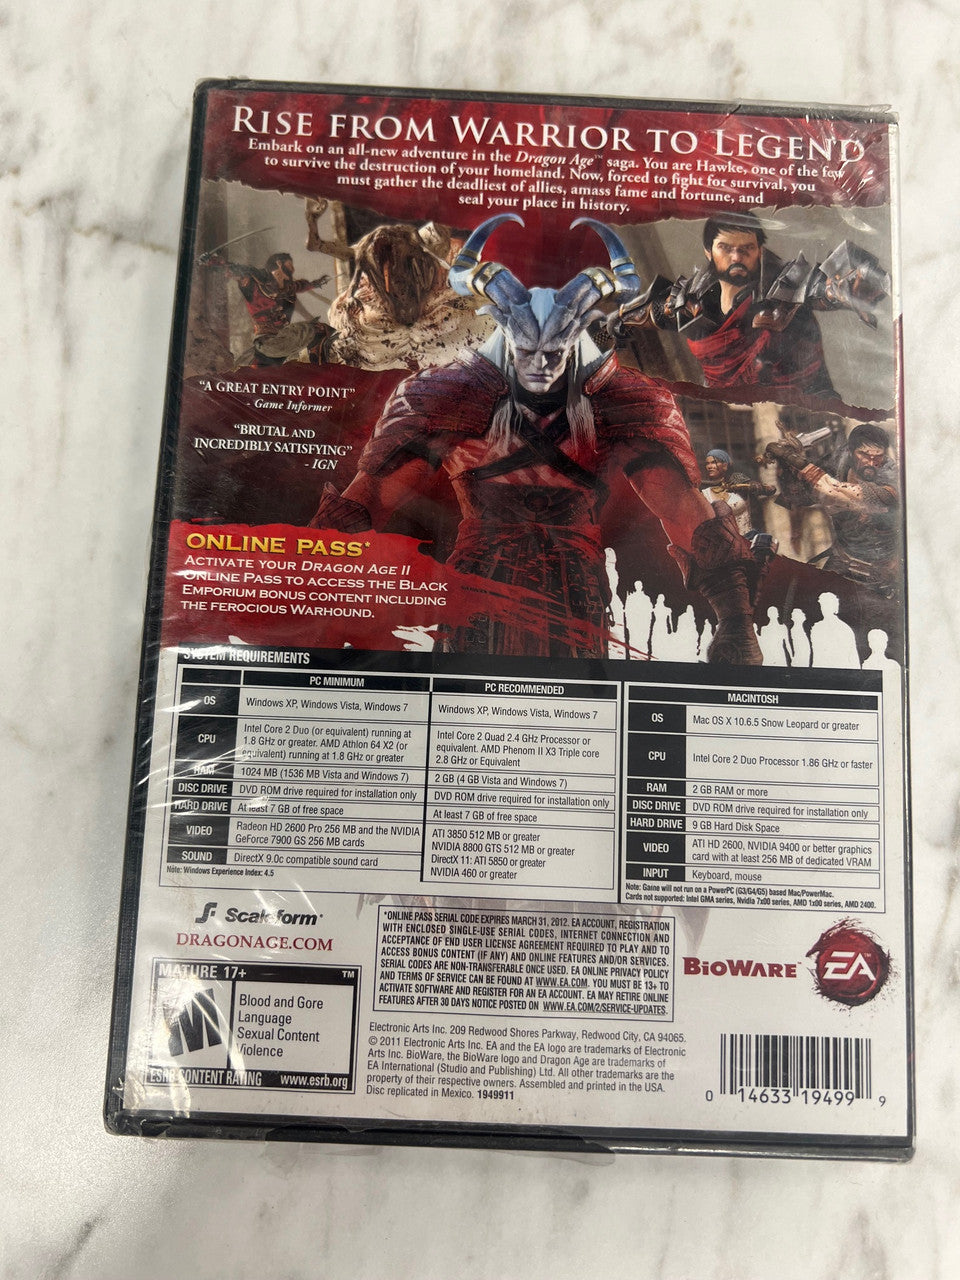 RISE FROM WARRIOR TO LEGEND
Embark on an all-new adventure in the Dragon Age™ saga. You are Hawke, one of the few
to survive the destruction of your homeland. Now, forced to fight for survival, you
must gather the deadliest of allies, amass fame and fortune, and
seal your place in history.
"A GREAT ENTRY POINT"
- Game Informer
"BRUTAL AND
INCREDIBLY SATISFYING"
- IGN
ONLINE PASS*
ACTIVATE YOUR DRAGON AGE II
ONLINE PASS TO ACCESS THE BLACK
EMPORIUM BONUS CONTENT INCLUDING
THE FEROCIOUS WARHOUND.
SYSTEM REQUIREMENTS
PC MINIMUM
PC RECOMMENDED
OS
Windows XP, Windows Vista, Windows 7
Windows XP, Windows Vista, Windows 7
CPU
Intel Core 2 Duo (or equivalent) running at
1.8 GHz or greater. AMD Athlon 64 X2 (or
equivalent) running at 1.8 GHz or greater
Intel Core 2 Quad 2.4 GHz Processor or
equivalent. AMD Phenom II X3 Triple core
2.8 GHz or Equivalent
RAM
1024 MB (1536 MB Vista and Windows 7)
2 GB (4 GB Vista and Windows 7)
DISC DRIVE
DVD ROM drive required for installation only
DVD ROM drive required for installation only
HARD DRIVE
At least 7 GB of free space
At least 7 GB of free space
VIDEO
Radeon HD 2600 Pro 256 MB and the NVIDIA
GeForce 7900 GS 256 MB cards
ATI 3850 512 MB or greater
NVIDIA 8800 GTS 512 MB or greater
DirectX 11: ATI 5850 or greater
NVIDIA 460 or greater
SOUND
DirectX 9.0c compatible sound card
Note: Windows Experience Index: 4.5
MACINTOSH
OS
Mac OS X 10.6.5 Snow Leopard or greater
CPU
Intel Core 2 Duo Processor 1.86 GHz or faster
RAM
2 GB RAM or more
DISC DRIVE
DVD ROM drive required for installation only
HARD DRIVE
9 GB Hard Disk Space
VIDEO
ATI HD 2600, NVIDIA 9400 or better graphics
card with at least 256 MB of dedicated VRAM
INPUT
Keyboard, mouse
Note: Game will not run on a PowerPC (G3/G4/G5) based Mac/PowerMac.
Cards not supported: Intel GMA series, Nvidia 7x00 series, AMD 1x00 series, AMD 2400.
Scaleform®
DRAGONAGE.COM
*ONLINE PASS SERIAL CODE EXPIRES MARCH 31, 2012. EA ACCOUNT, REGISTRATION
WITH ENCLOSED SINGLE-USE SERIAL CODES, INTERNET CONNECTION AND
ACCEPTANCE OF END USER LICENSE AGREEMENT REQUIRED TO PLAY AND TO
ACCESS BONUS CONTENT (IF ANY) AND ONLINE FEATURES AND/OR SERVICES.
SERIAL CODES ARE NON-TRANSFERABLE ONCE USED. EA ONLINE PRIVACY POLICY
AND TERMS OF SERVICE CAN BE FOUND AT WWW.EA.COM. YOU MUST BE 13+ TO
ACTIVATE SOFTWARE AND REGISTER FOR AN EA ACCOUNT. EA MAY RETIRE ONLINE
FEATURES AFTER 30 DAYS NOTICE POSTED ON WWW.EA.COM/2/SERVICE-UPDATES.
BIOWARE™
EA™
MATURE 17+
™
M
Blood and Gore
Language
Sexual Content
Violence
ESRB CONTENT RATING www.esrb.org
Electronic Arts Inc. 209 Redwood Shores Parkway, Redwood City, CA 94065.
© 2011 Electronic Arts Inc. EA and the EA logo are trademarks of Electronic
Arts Inc. BioWare, the BioWare logo and Dragon Age are trademarks of
EA International (Studio and Publishing) Ltd. All other trademarks are the
property of their respective owners. Assembled and printed in the USA.
Disc replicated in Mexico. 1949911
0 14633 19499 9